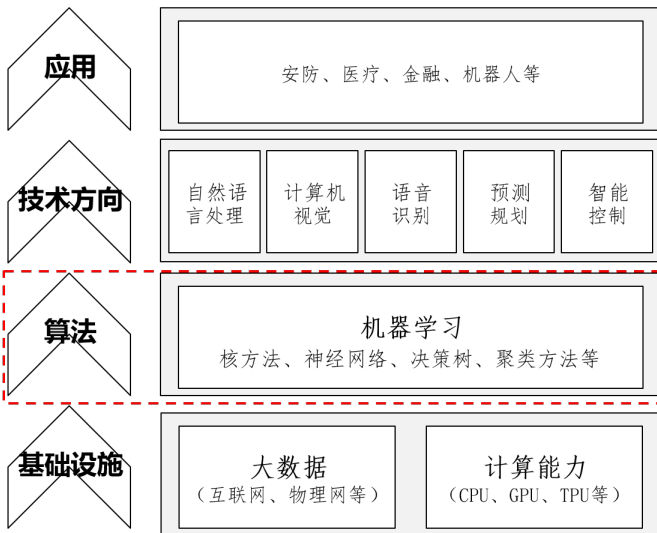 应用
安防、医疗、金融、机器人等
技术方向
自然语
言处理
计算机
视觉
语音
识别
预测
规划
智能
控制
算法
机器学习
核方法、神经网络、决策树、聚类方法等
基础设施
大数据
（互联网、物理网等）
计算能力
（CPU、GPU、TPU等）